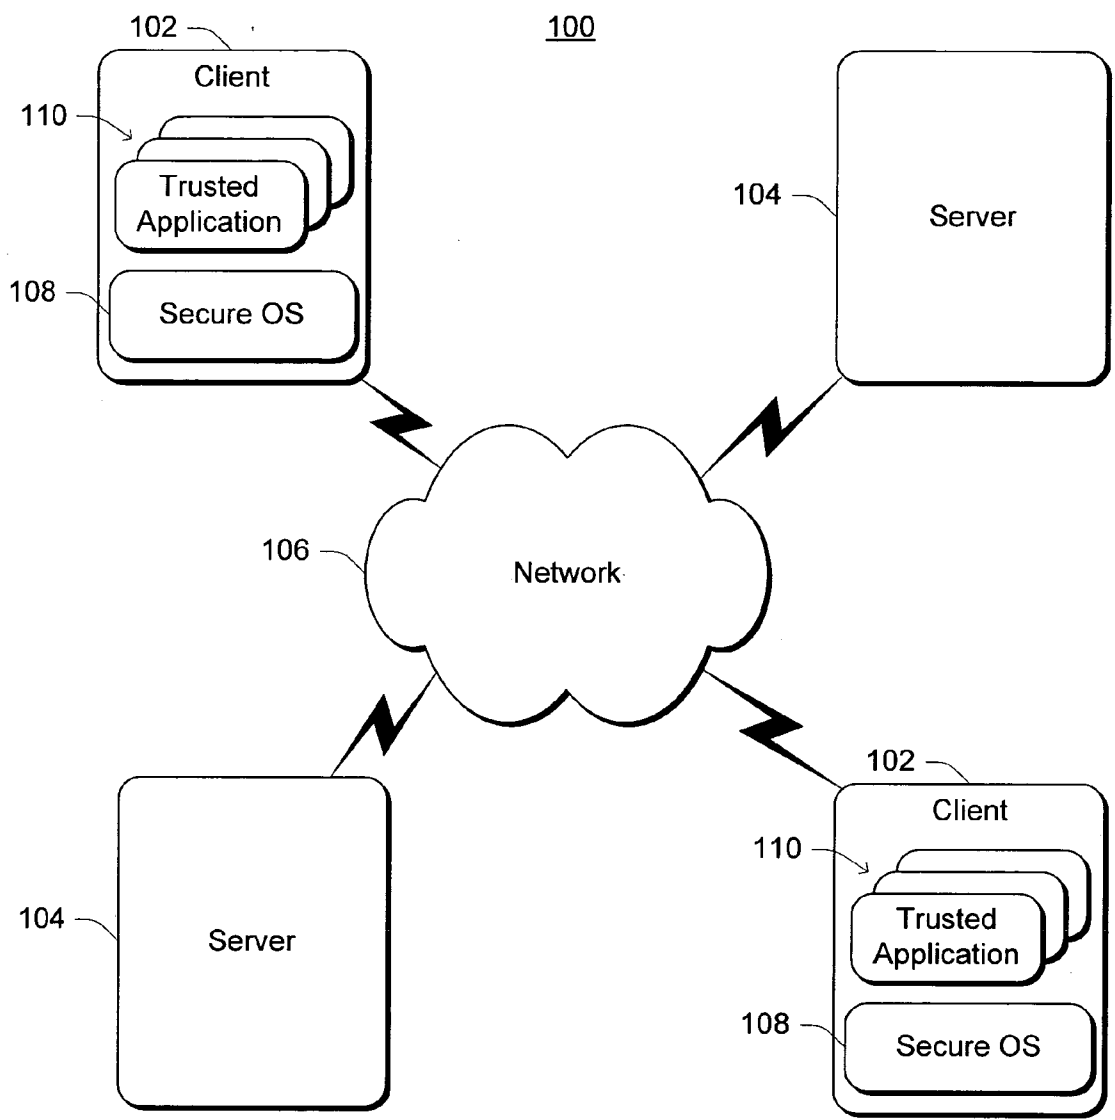 100
102
Client
110
Trusted
Application
108
Secure OS
104
Server
106
Network
104
Server
102
Client
110
Trusted
Application
108
Secure OS